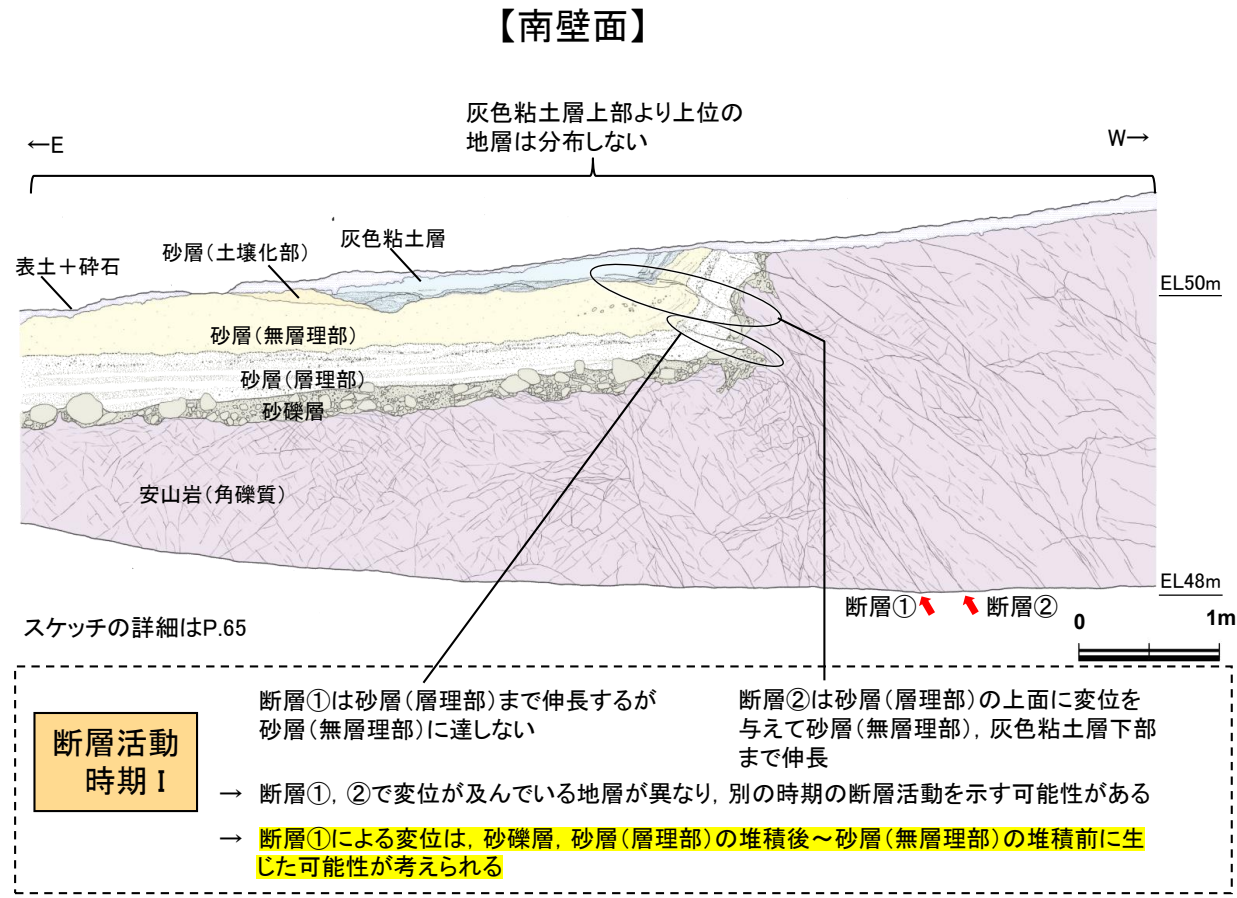 【南壁面】
灰色粘土層上部より上位の
地層は分布しない
←E
W→
灰色粘土層
砂層(土壌化部)
表土+砕石
EL50m
砂層(無層理部)
砂層(層理部)
砂礫層
安山岩(角礫質)
EL48m
断層①
断層②
スケッチの詳細はP.65
0
1m
断層①は砂層(層理部)まで伸長するが
砂層(無層理部)に達しない
断層②は砂層(層理部)の上面に変位を
与えて砂層(無層理部),灰色粘土層下部
まで伸長
断層活動
時期Ⅰ
→ 断層①,②で変位が及んでいる地層が異なり,別の時期の断層活動を示す可能性がある
→ 断層①による変位は,砂礫層,砂層(層理部)の堆積後~砂層(無層理部)の堆積前に生
じた可能性が考えられる